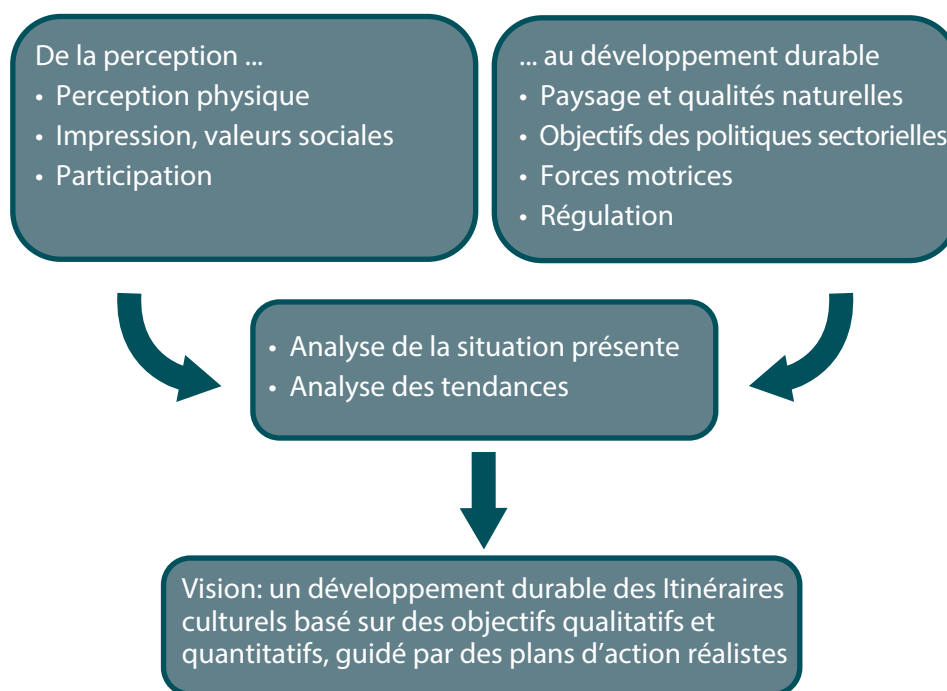 De la perception ...
• Perception physique
• Impression, valeurs sociales
• Participation
... au développement durable
• Paysage et qualités naturelles
• Objectifs des politiques sectorielles
• Forces motrices
• Régulation
• Analyse de la situation présente
• Analyse des tendances
Vision: un développement durable des Itinéraires
culturels basé sur des objectifs qualitatifs et
quantitatifs, guidé par des plans d’action réalistes